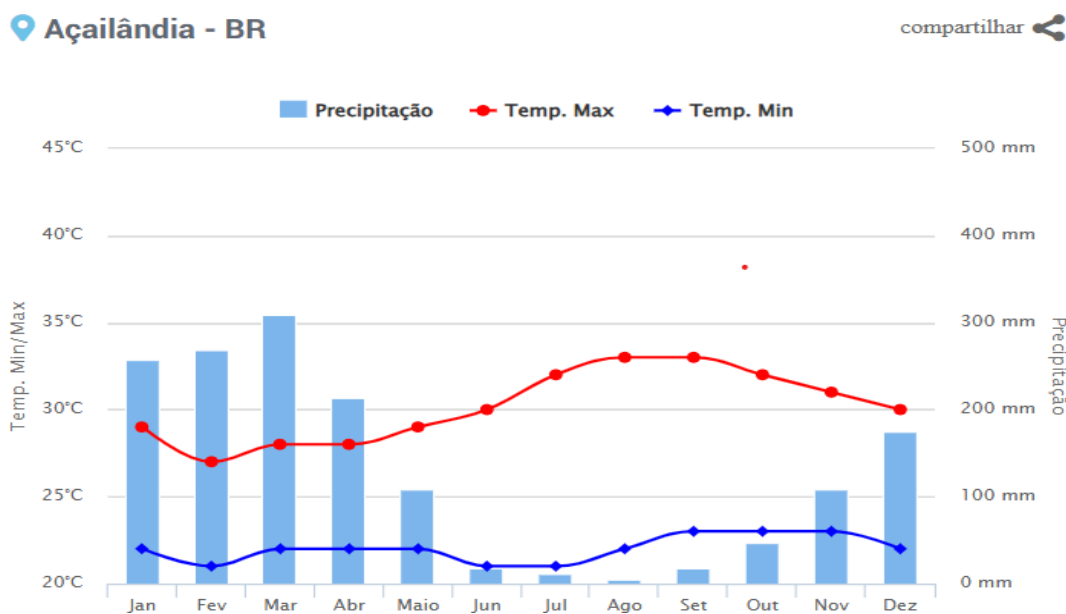 Açailândia - BR
compartilhar
Precipitação Temp. Max Temp. Min
45°C 500 mm
40°C 400 mm
35°C 300 mm
30°C 200 mm
25°C 100 mm
20°C 0 mm
Temp. Min/Max
Precipitação
Jan Fev Mar Abr Maio Jun Jul Ago Set Out Nov Dez